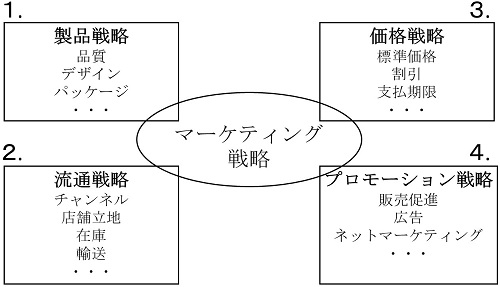 1.
製品戦略
品質
デザイン
パッケージ
・・・
3.
価格戦略
標準価格
割引
支払期限
・・・
マーケティング
戦略
2.
流通戦略
チャンネル
店舗立地
在庫
輸送
・・・
4.
プロモーション戦略
販売促進
広告
ネットマーケティング
・・・